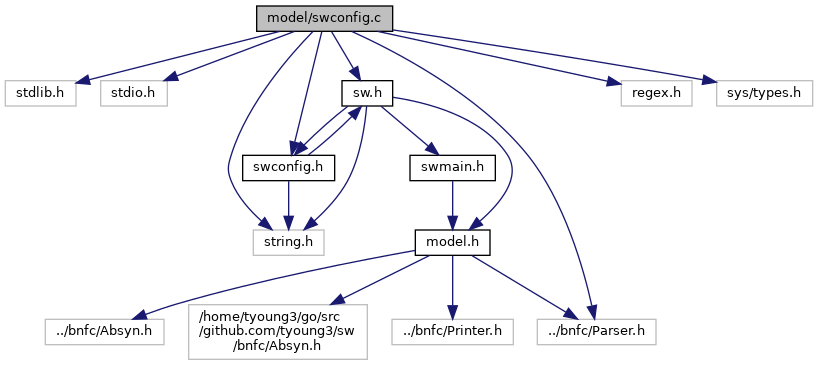 model/swconfig.c
stdlib.h
stdio.h
sw.h
regex.h
sys/types.h
swconfig.h
swmain.h
string.h
model.h
../bnfc/Absyn.h
/home/tyoung3/go/src
/github.com/tyoung3/sw
/bnfc/Absyn.h
../bnfc/Printer.h
../bnfc/Parser.h